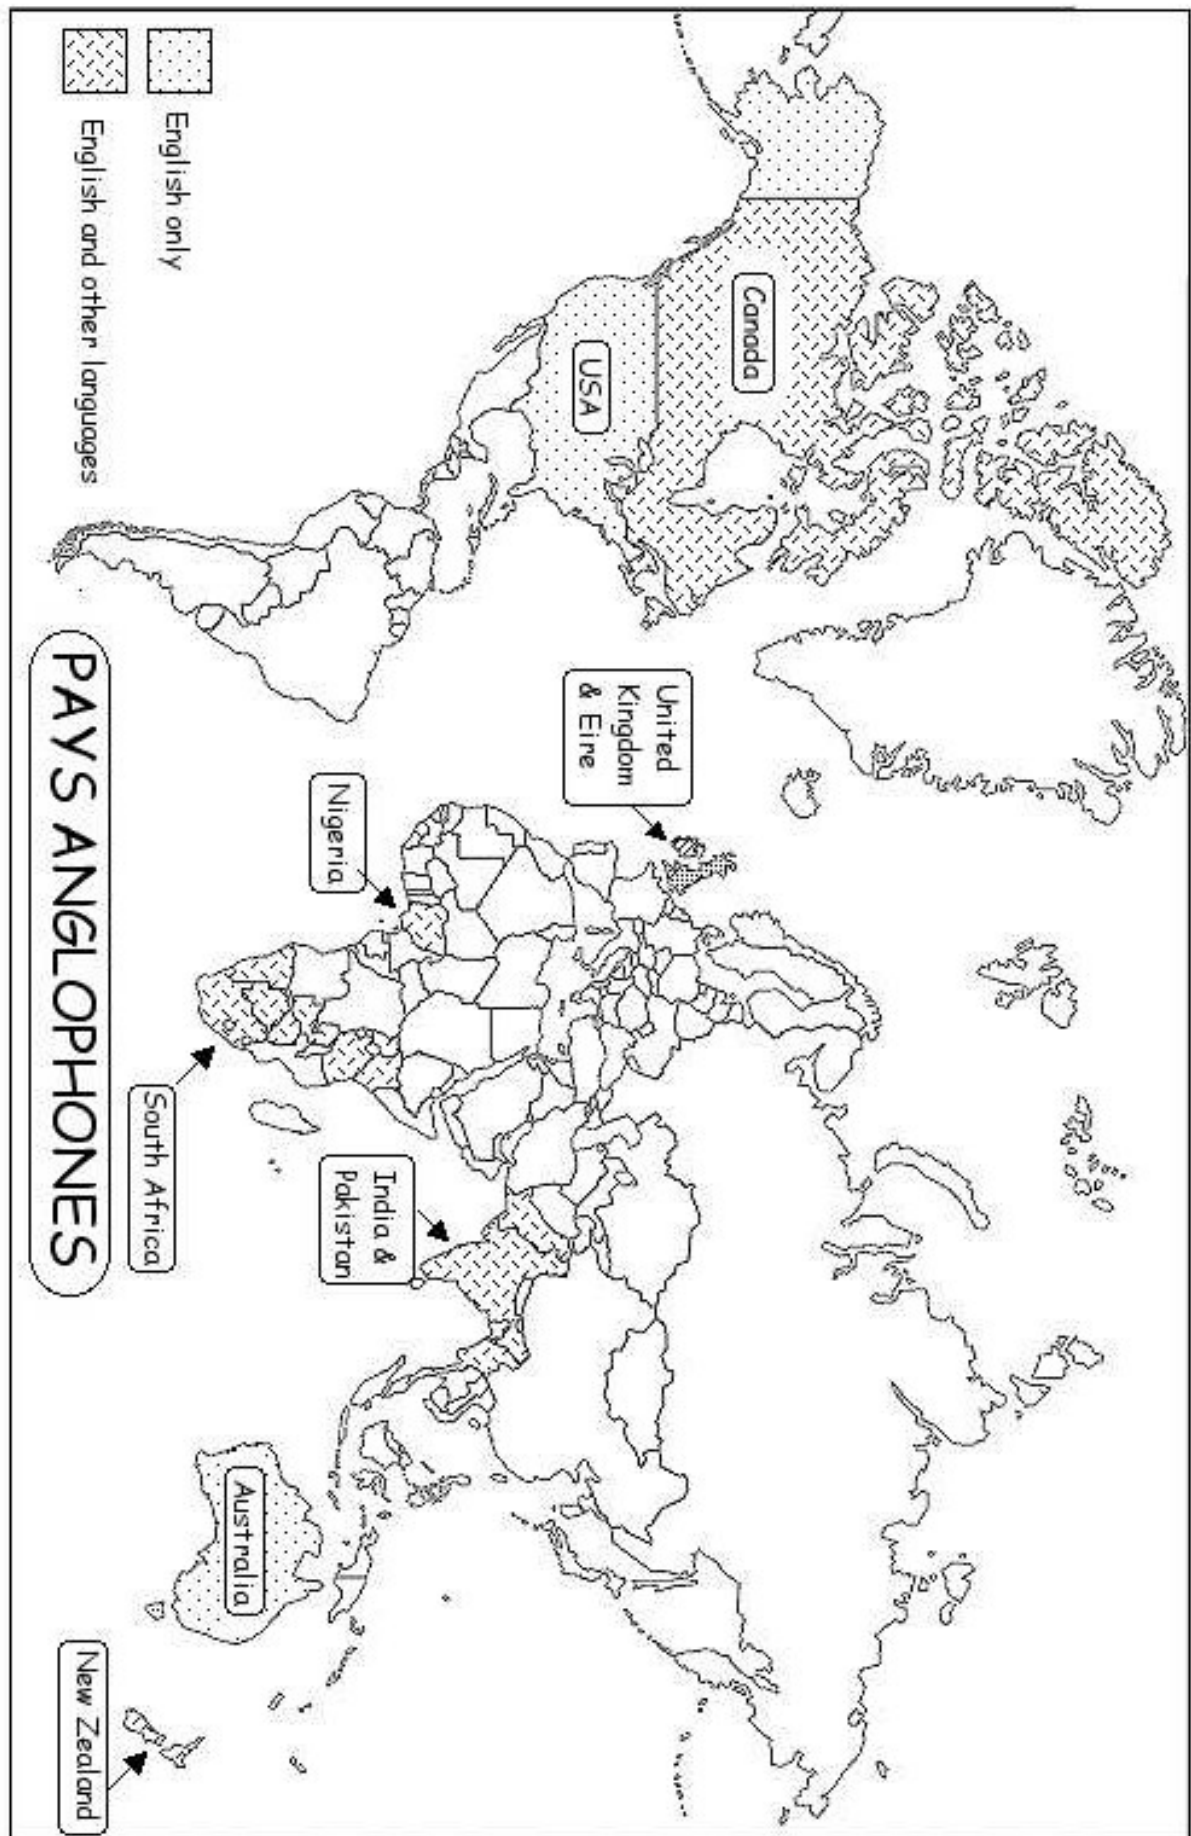 Canada
USA
United
Kingdom
& Eire
Nigeria
India &
Pakistan
South Africa
Australia
New Zealand
English only
English and other languages
PAYS ANGLOPHONES